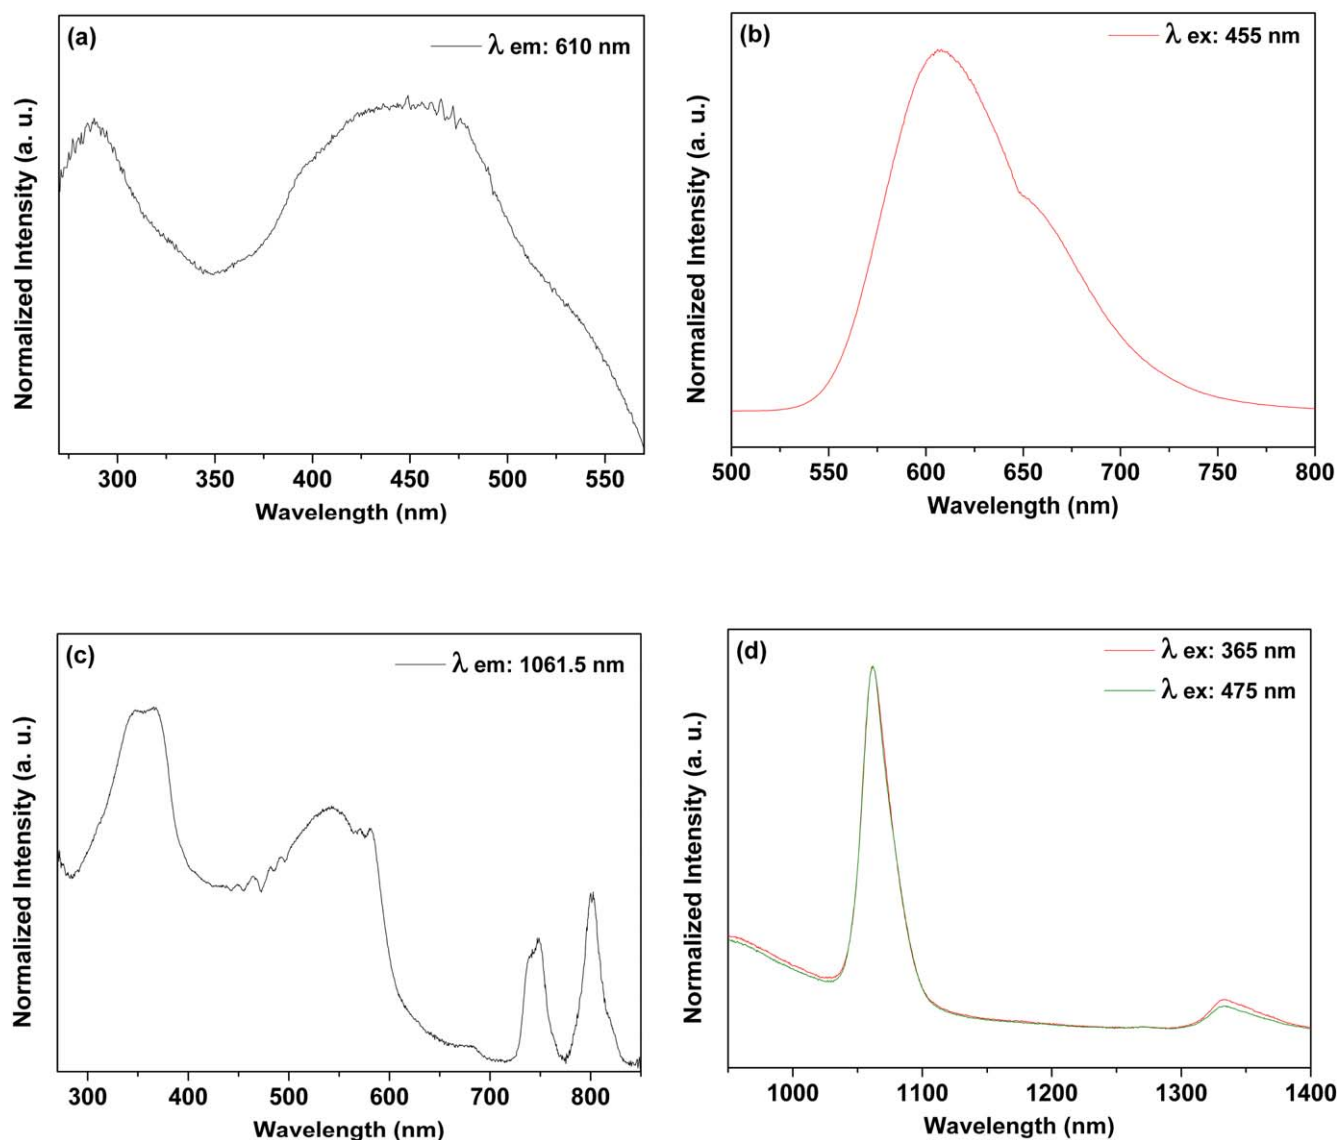 (a)
λ em: 610 nm
Normalized Intensity (a. u.)
300 350 400 450 500 550
Wavelength (nm)
(b)
λ ex: 455 nm
Normalized Intensity (a. u.)
500 550 600 650 700 750 800
Wavelength (nm)
(c)
λ em: 1061.5 nm
Normalized Intensity (a. u.)
300 400 500 600 700 800
Wavelength (nm)
(d)
λ ex: 365 nm
λ ex: 475 nm
Normalized Intensity (a. u.)
1000 1100 1200 1300 1400
Wavelength (nm)